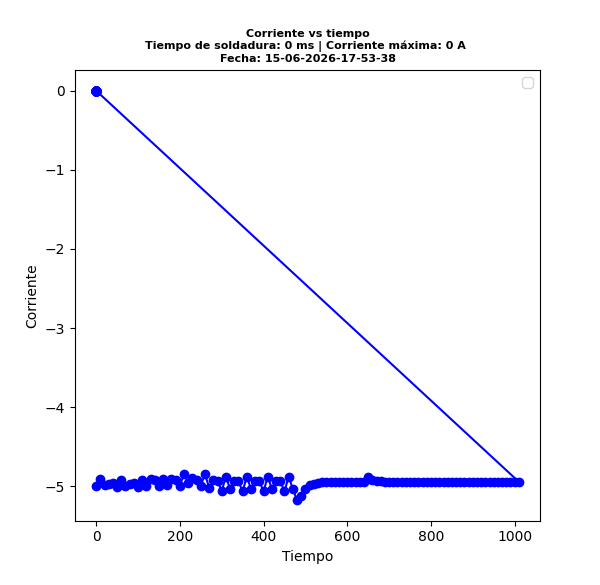 Corriente vs tiempo
Tiempo de soldadura: 0 ms | Corriente máxima: 0 A
Fecha: 15-06-2026-17-53-38
0
−1
−2
−3
−4
−5
Corriente
0 200 400 600 800 1000
Tiempo